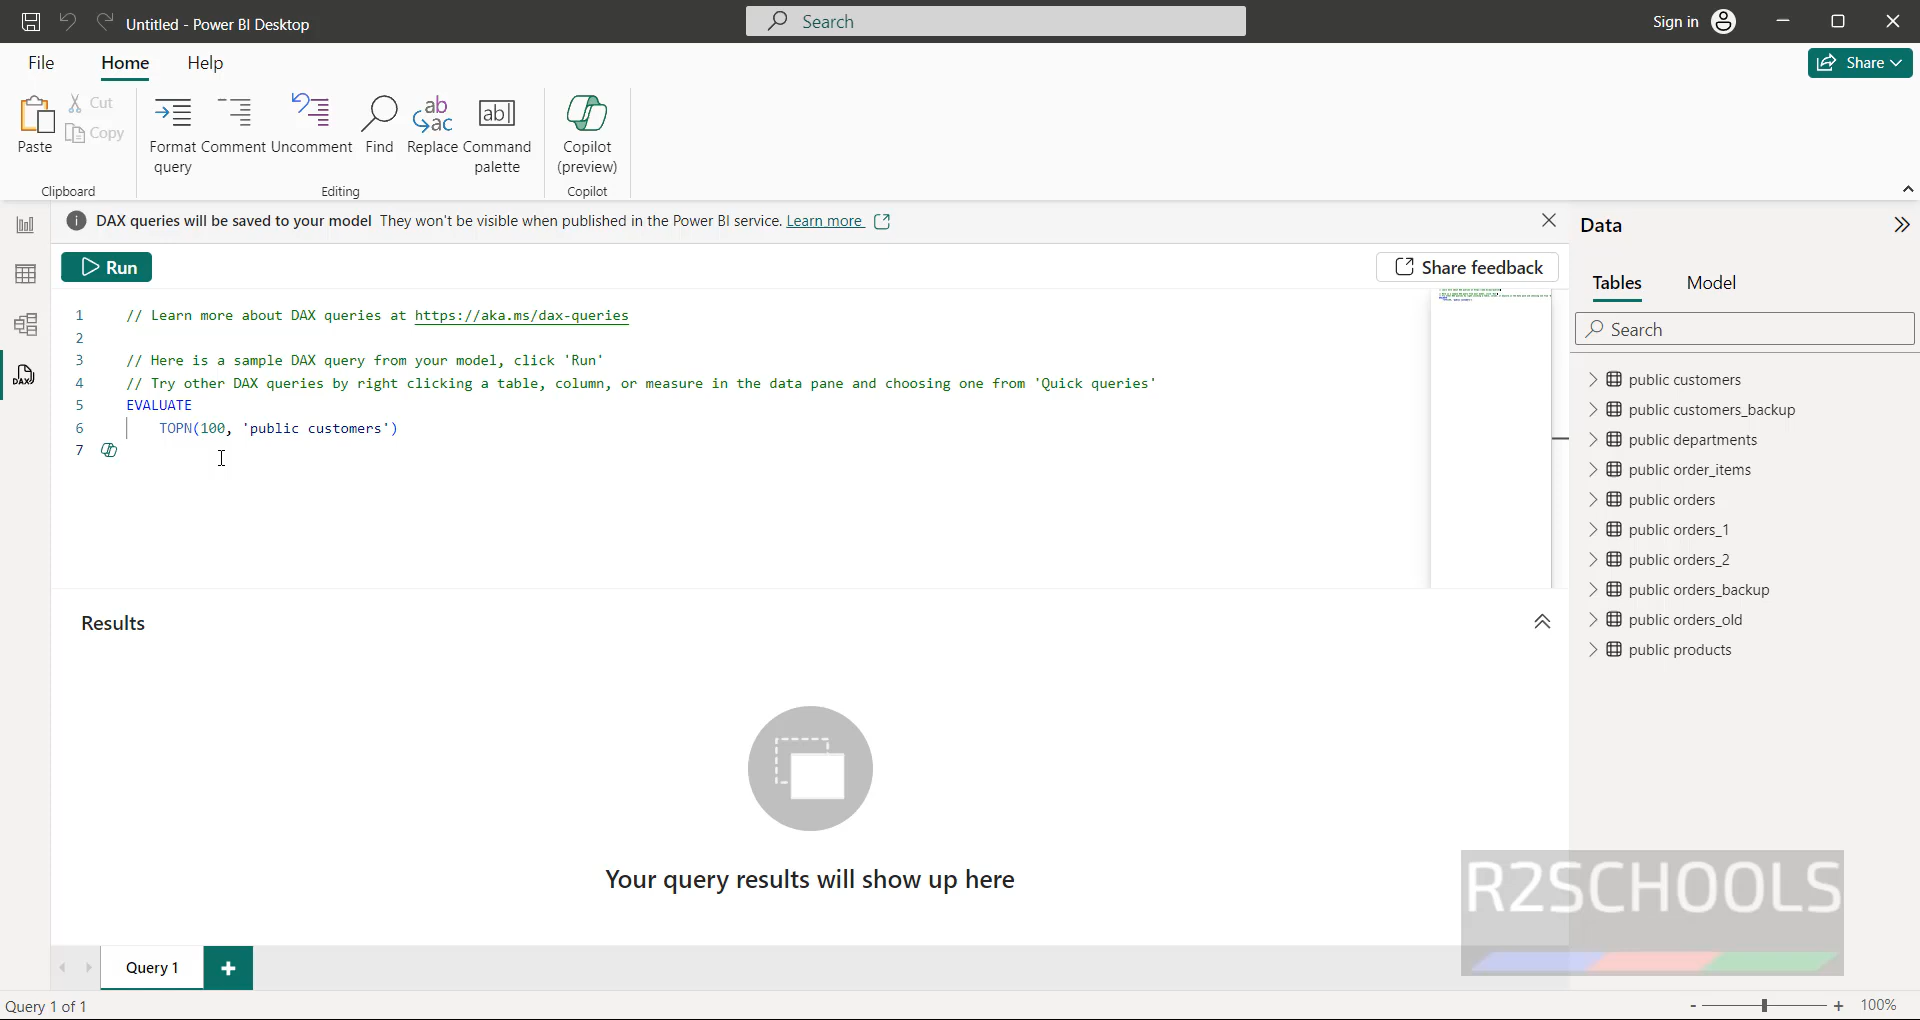 Untitled - Power BI Desktop
Search
Sign in
File
Home
Help
Share
Paste
Cut
Copy
Format query
Comment
Uncomment
Find
Replace
Command palette
Copilot (preview)
Clipboard
Editing
Copilot
DAX queries will be saved to your model They won't be visible when published in the Power BI service. Learn more
Run
Share feedback
1 // Learn more about DAX queries at https://aka.ms/dax-queries
2
3 // Here is a sample DAX query from your model, click 'Run'
4 // Try other DAX queries by right clicking a table, column, or measure in the data pane and choosing one from 'Quick queries'
5 EVALUATE
6 TOPN(100, 'public customers')
7
Results
Your query results will show up here
Query 1
Query 1 of 1
Data
Tables
Model
Search
public customers
public customers_backup
public departments
public order_items
public orders
public orders_1
public orders_2
public orders_backup
public orders_old
public products
R2SCHOOLS
- + 100%